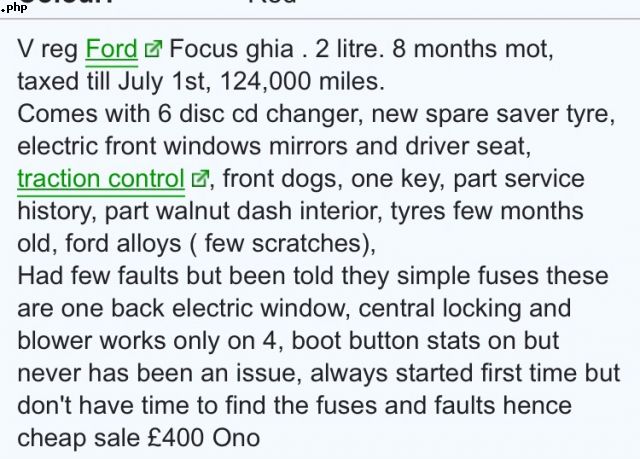 .php
V reg Ford Focus ghia . 2 litre. 8 months mot,
taxed till July 1st, 124,000 miles.
Comes with 6 disc cd changer, new spare saver tyre,
electric front windows mirrors and driver seat,
traction control , front dogs, one key, part service
history, part walnut dash interior, tyres few months
old, ford alloys ( few scratches),
Had few faults but been told they simple fuses these
are one back electric window, central locking and
blower works only on 4, boot button stats on but
never has been an issue, always started first time but
don't have time to find the fuses and faults hence
cheap sale £400 Ono